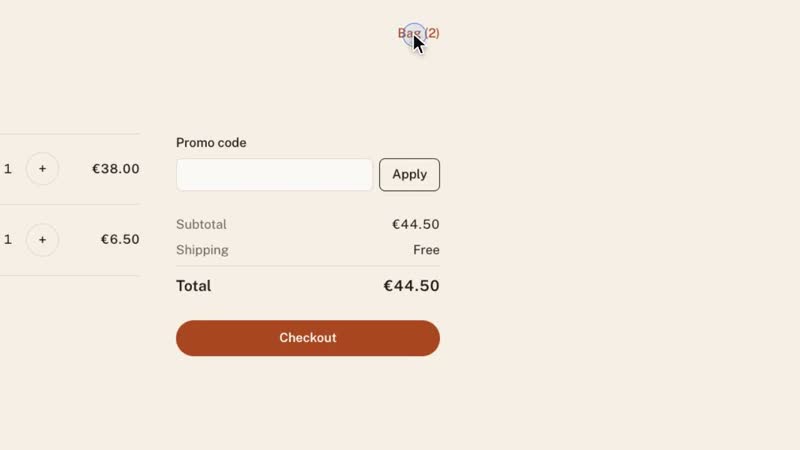 Bag (2)
Promo code
1 + €38.00
Apply
Subtotal €44.50
1 + €6.50
Shipping Free
Total €44.50
Checkout